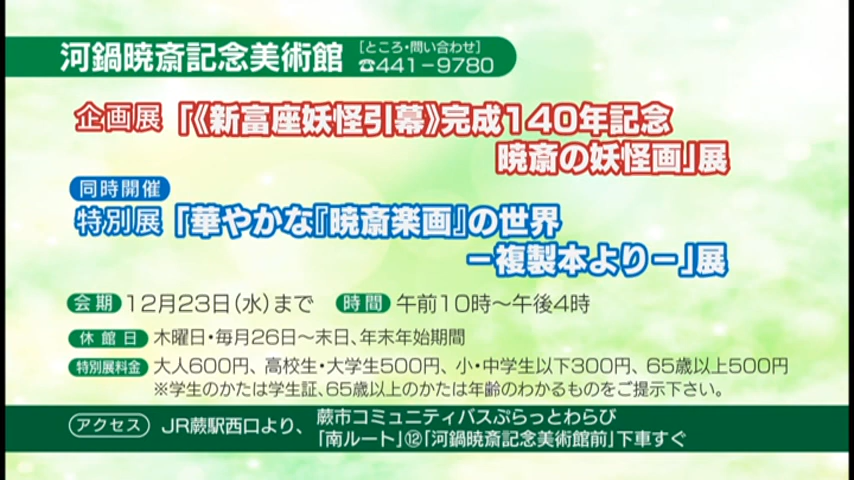 河鍋暁斎記念美術館 [ところ・問い合わせ]
☎441−9780
企画展 「《新富座妖怪引幕》完成140年記念
暁斎の妖怪画」展
同時開催
特別展 「華やかな『暁斎楽画』の世界
−複製本より−」展
会期 12月23日(水)まで 時間 午前10時〜午後4時
休館日 木曜日・毎月26日〜末日、年末年始期間
特別展料金 大人600円、高校生・大学生500円、小・中学生以下300円、65歳以上500円
※学生のかたは学生証、65歳以上のかたは年齢のわかるものをご提示下さい。
アクセス JR蕨駅西口より、 蕨市コミュニティバスぷらっとわらび
「南ルート」⑫「河鍋暁斎記念美術館前」下車すぐ